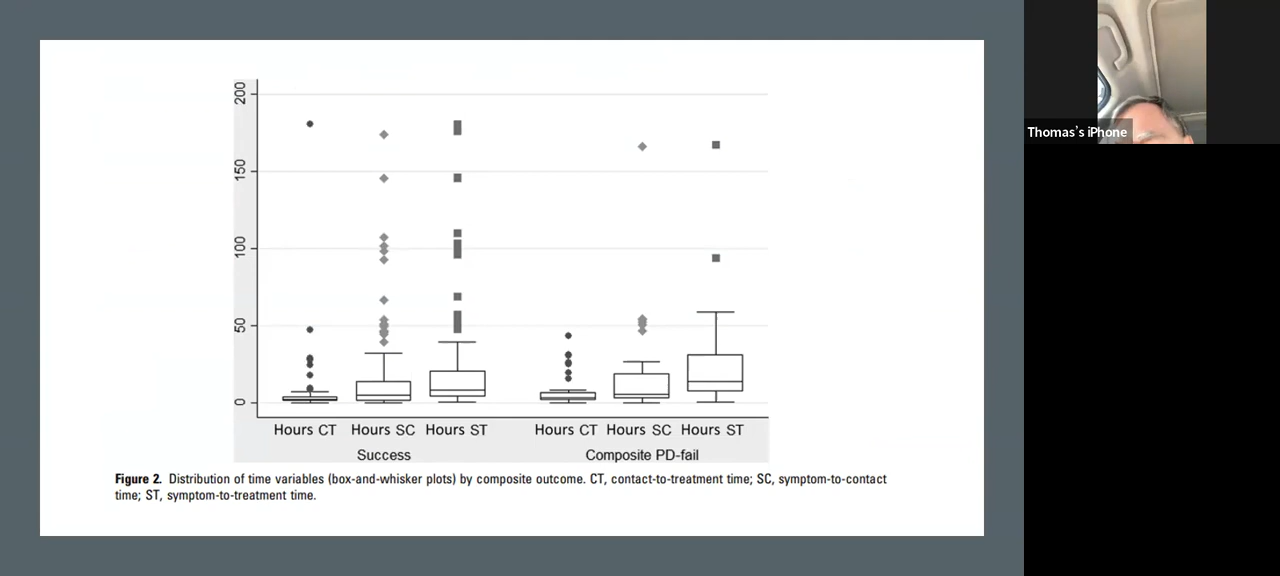 200
150
100
50
0
Hours CT Hours SC Hours ST Hours CT Hours SC Hours ST
Success Composite PD-fail
Figure 2. Distribution of time variables (box-and-whisker plots) by composite outcome. CT, contact-to-treatment time; SC, symptom-to-contact
time; ST, symptom-to-treatment time.
Thomas's iPhone